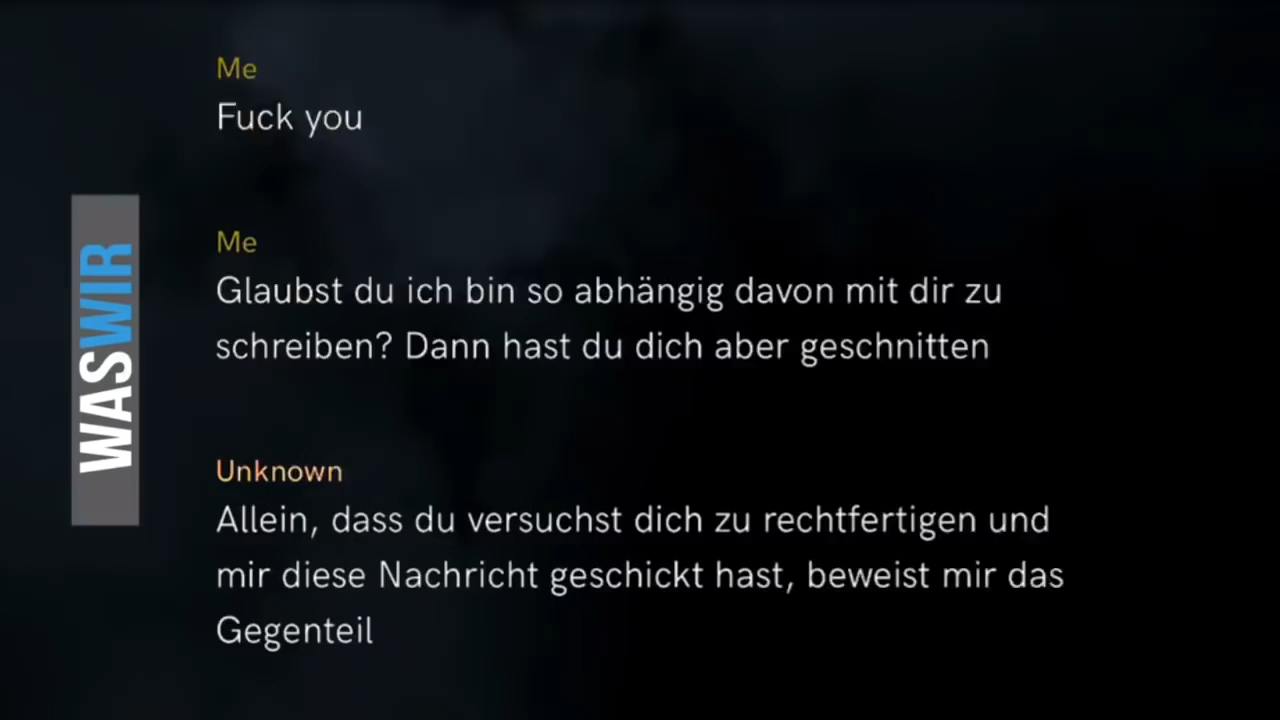 Me
Fuck you
Me
Glaubst du ich bin so abhängig davon mit dir zu
schreiben? Dann hast du dich aber geschnitten
Unknown
Allein, dass du versuchst dich zu rechtfertigen und
mir diese Nachricht geschickt hast, beweist mir das
Gegenteil
WASWIR